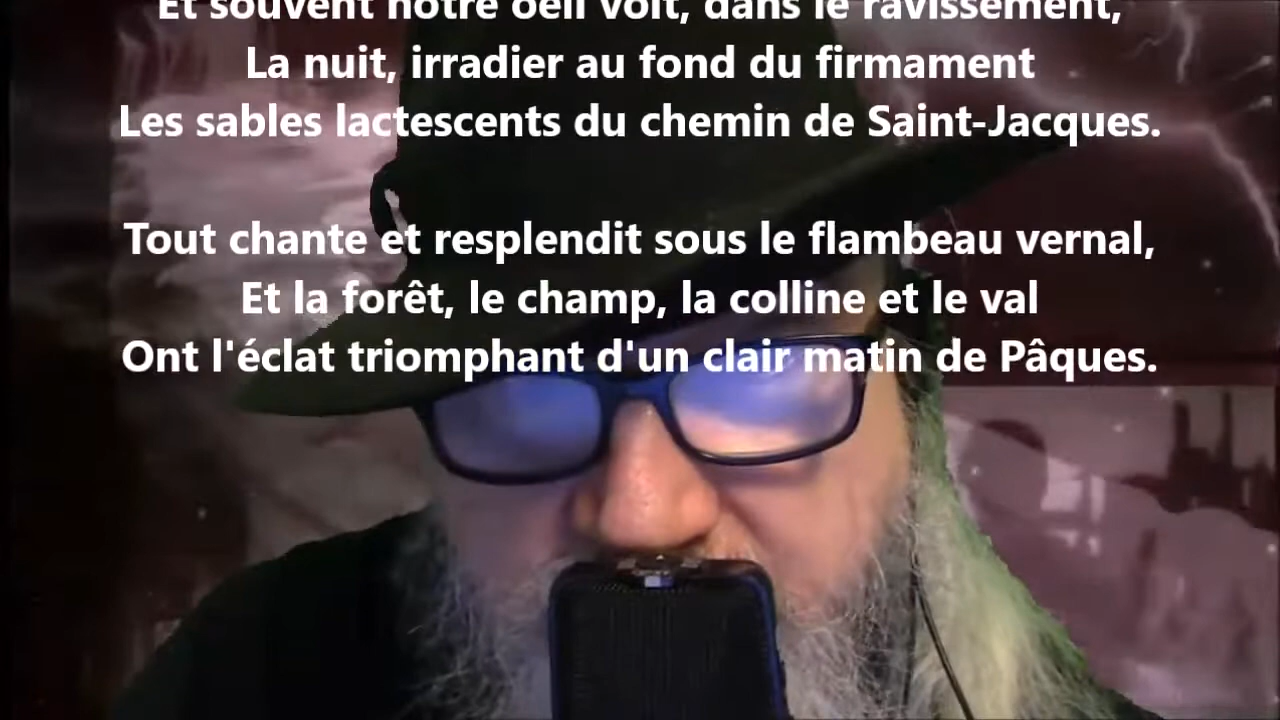 Et souvent notre oeil voit, dans le ravissement,
La nuit, irradier au fond du firmament
Les sables lactescents du chemin de Saint-Jacques.
Tout chante et resplendit sous le flambeau vernal,
Et la forêt, le champ, la colline et le val
Ont l'éclat triomphant d'un clair matin de Pâques.